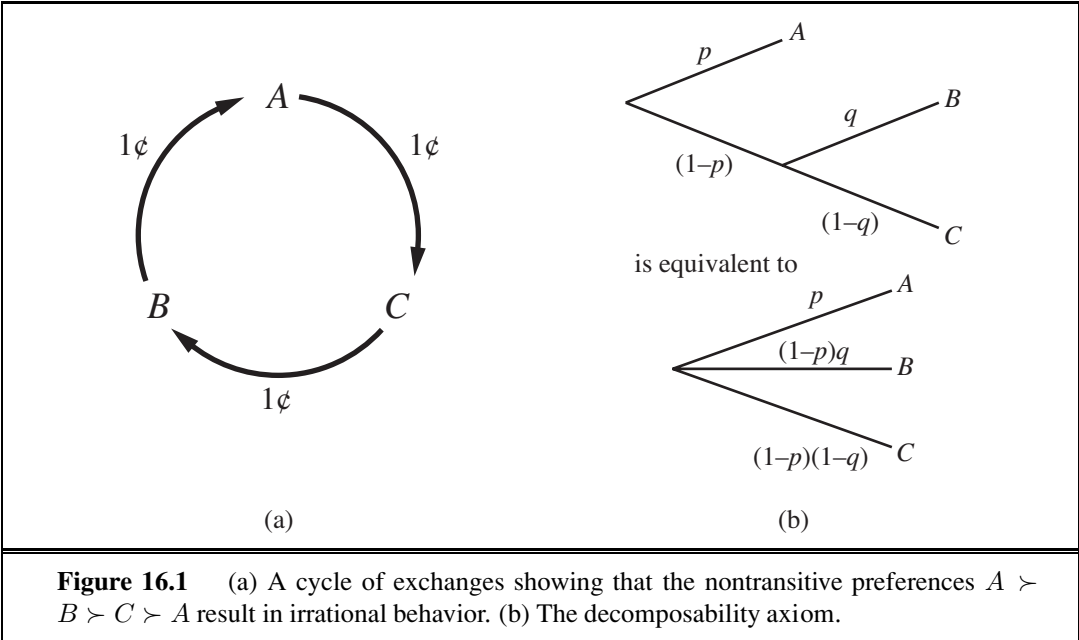 A
1¢
1¢
B
C
1¢
(a)
p
A
q
B
(1–p)
(1–q)
C
is equivalent to
p
A
(1–p)q
B
(1–p)(1–q)
C
(b)
Figure 16.1 (a) A cycle of exchanges showing that the nontransitive preferences A ≻
B ≻ C ≻ A result in irrational behavior. (b) The decomposability axiom.